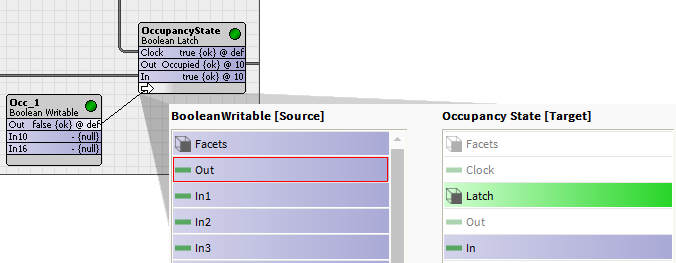 OccupancyState
Boolean Latch
Clock true {ok} @ def
Out Occupied {ok} @ 10
In true {ok} @ 10
Occ_1
Boolean Writable
Out false {ok} @ def
In10 - {null}
In16 - {null}
BooleanWritable [Source]
Facets
Out
In1
In2
In3
Occupancy State [Target]
Facets
Clock
Latch
Out
In